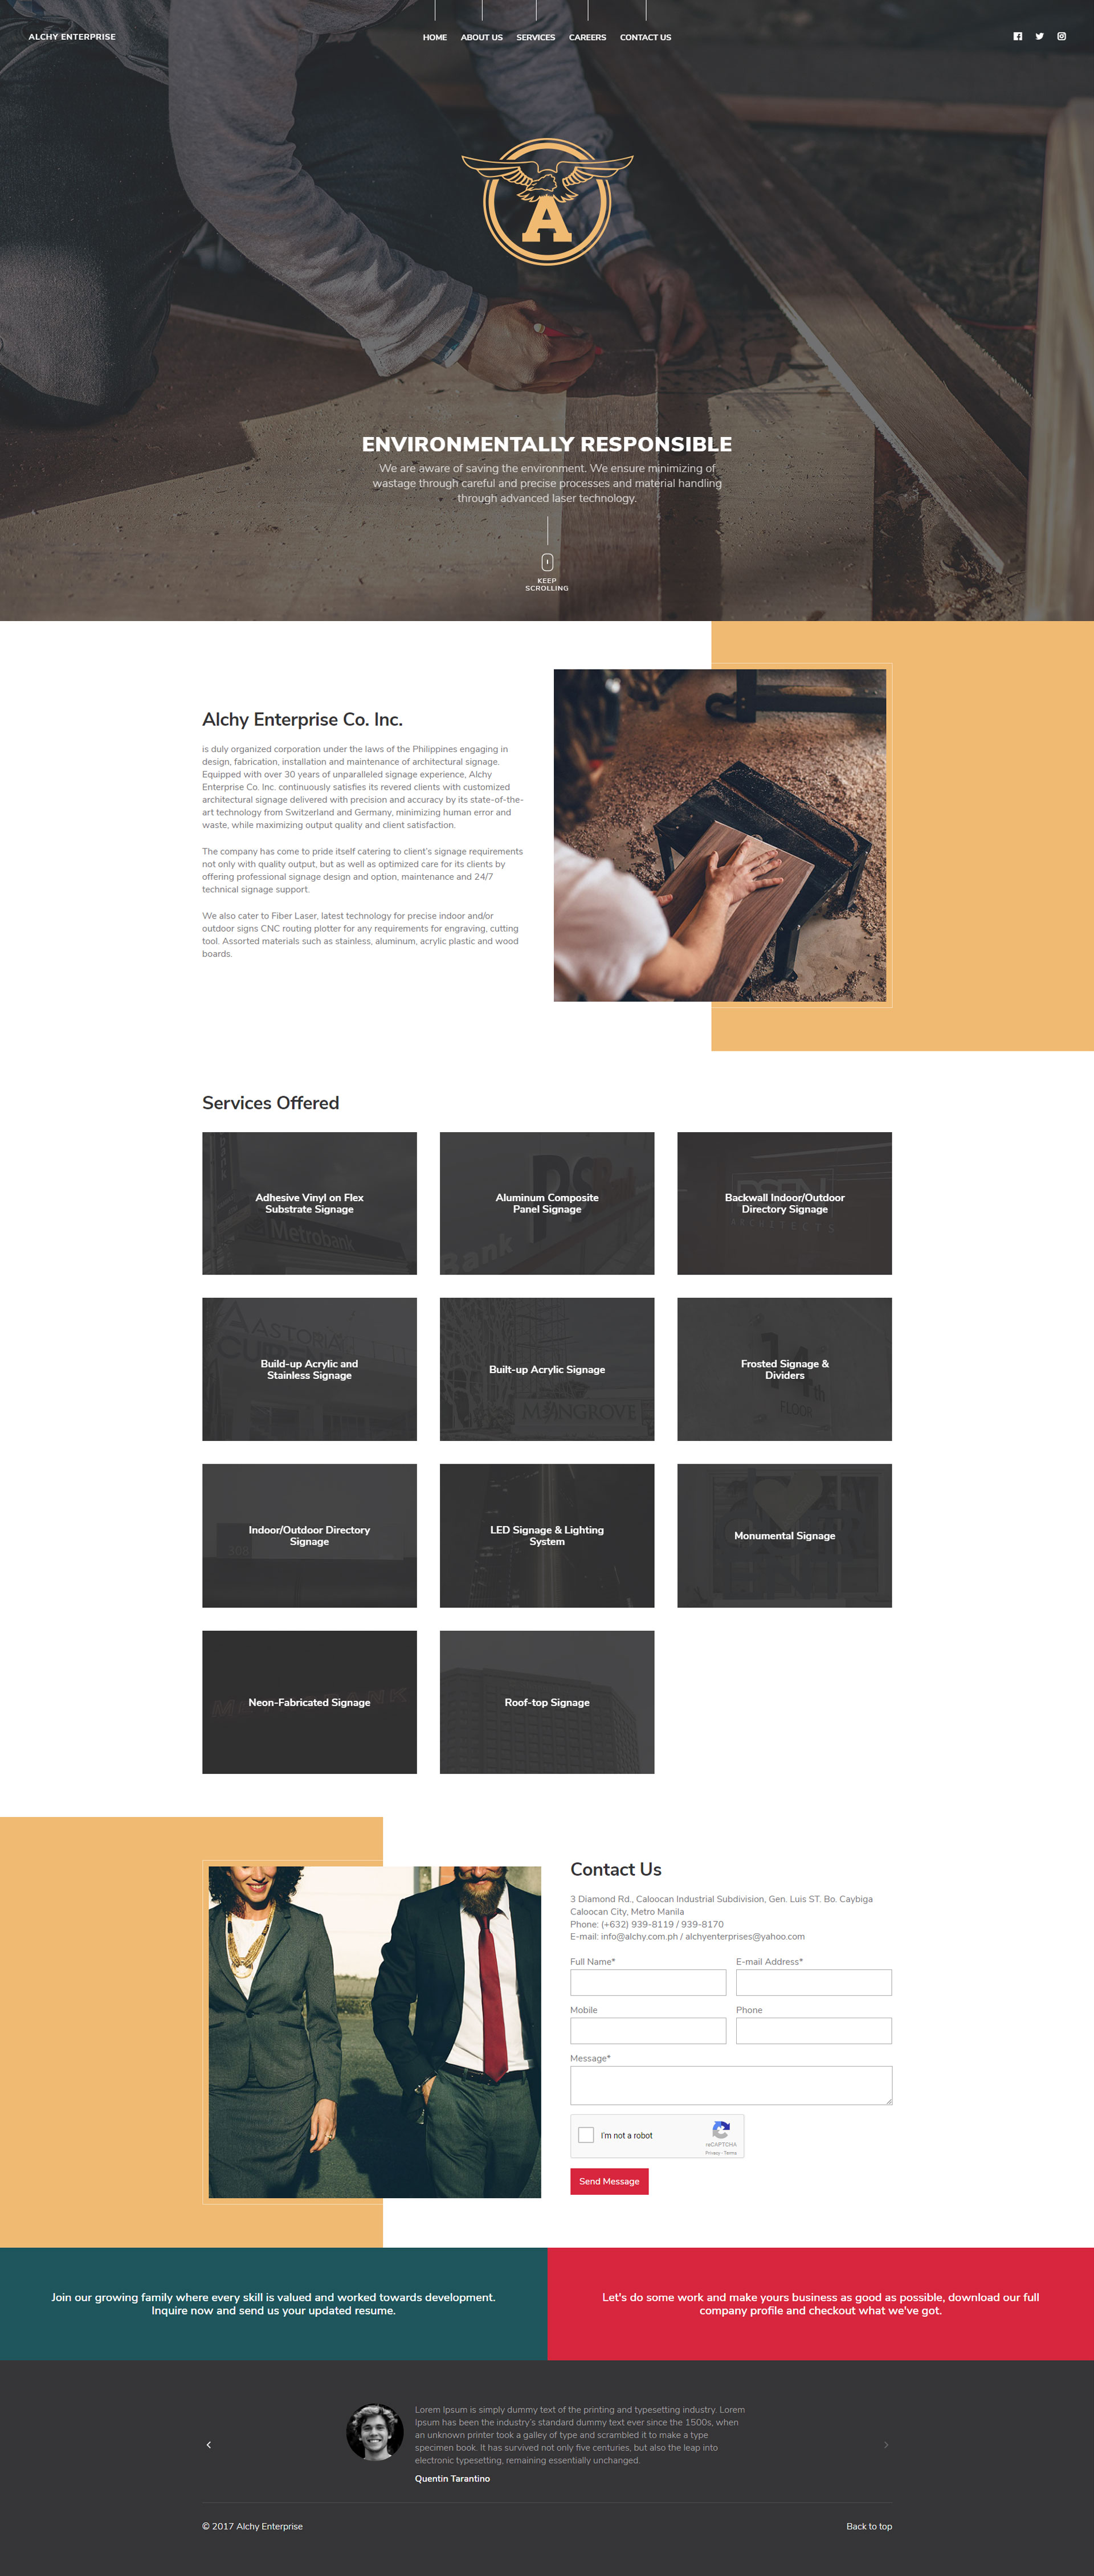 ALCHY ENTERPRISE
HOME ABOUT US SERVICES CAREERS CONTACT US
A
ENVIRONMENTALLY RESPONSIBLE
We are aware of saving the environment. We ensure minimizing of
wastage through careful and precise processes and material handling
through advanced laser technology.
KEEP
SCROLLING
Alchy Enterprise Co. Inc.
is duly organized corporation under the laws of the Philippines engaging in
design, fabrication, installation and maintenance of architectural signage.
Equipped with over 30 years of unparalleled signage experience, Alchy
Enterprise Co. Inc. continuously satisfies its revered clients with customized
architectural signage delivered with precision and accuracy by its state-of-the-
art technology from Switzerland and Germany, minimizing human error and
waste, while maximizing output quality and client satisfaction.
The company has come to pride itself catering to client's signage requirements
not only with quality output, but as well as optimized care for its clients by
offering professional signage design and option, maintenance and 24/7
technical signage support.
We also cater to Fiber Laser, latest technology for precise indoor and/or
outdoor signs CNC routing plotter for any requirements for engraving, cutting
tool. Assorted materials such as stainless, aluminum, acrylic plastic and wood
boards.
Services Offered
Adhesive Vinyl on Flex
Substrate Signage
Metrobank
Aluminum Composite
Panel Signage
Bank
Backwall Indoor/Outdoor
Directory Signage
ARCHITECTS
Build-up Acrylic and
Stainless Signage
Built-up Acrylic Signage
MANGROVE
Frosted Signage &
Dividers
14th
FLOOR
Indoor/Outdoor Directory
Signage
LED Signage & Lighting
System
Monumental Signage
Neon-Fabricated Signage
Roof-top Signage
Contact Us
3 Diamond Rd., Caloocan Industrial Subdivision, Gen. Luis ST. Bo. Caybiga
Caloocan City, Metro Manila
Phone: (+632) 939-8119 / 939-8170
E-mail: info@alchy.com.ph / alchyenterprises@yahoo.com
Full Name* E-mail Address*
Mobile Phone
Message*
I'm not a robot
reCAPTCHA
Privacy - Terms
Send Message
Join our growing family where every skill is valued and worked towards development.
Inquire now and send us your updated resume.
Let's do some work and make yours business as good as possible, download our full
company profile and checkout what we've got.
Lorem Ipsum is simply dummy text of the printing and typesetting industry. Lorem
Ipsum has been the industry's standard dummy text ever since the 1500s, when
an unknown printer took a galley of type and scrambled it to make a type
specimen book. It has survived not only five centuries, but also the leap into
electronic typesetting, remaining essentially unchanged.
Quentin Tarantino
© 2017 Alchy Enterprise
Back to top